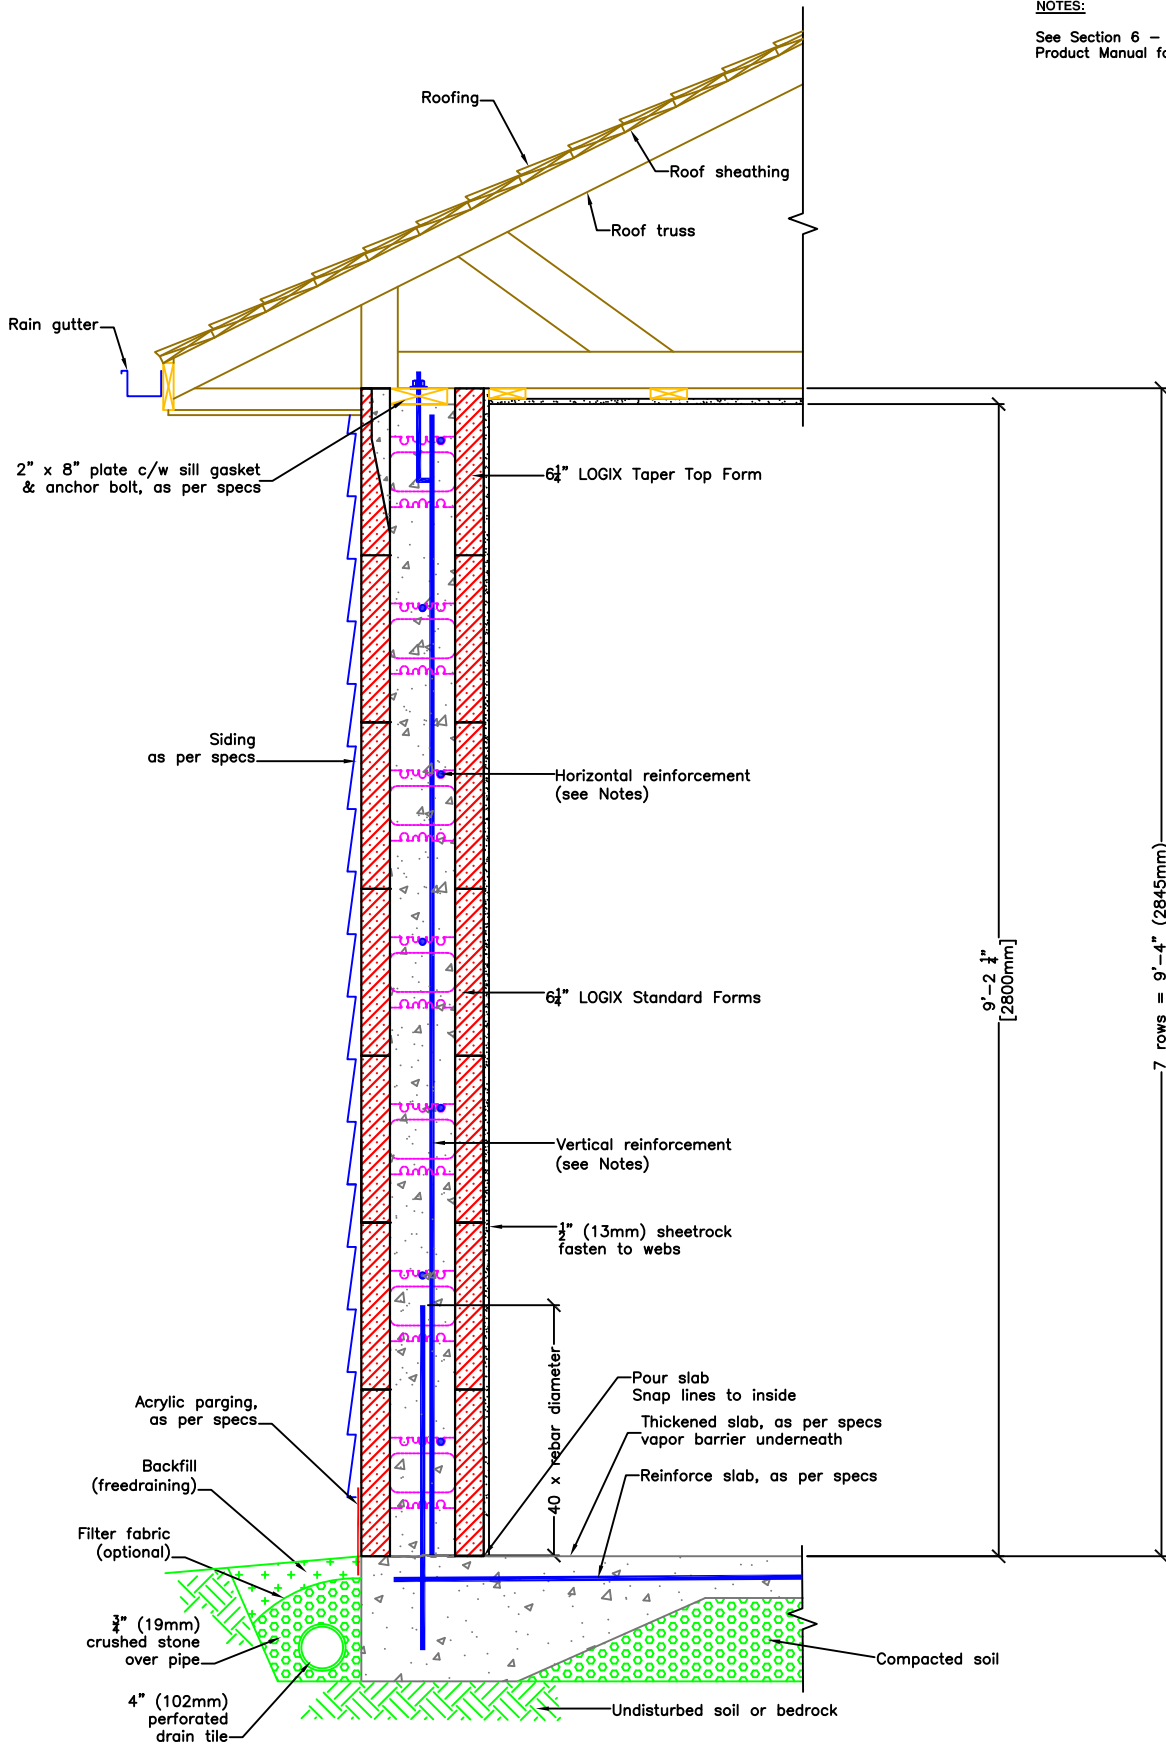 NOTES:
See Section 6 –
Product Manual fo
Roofing
Roof sheathing
Roof truss
Rain gutter
2" x 8" plate c/w sill gasket
& anchor bolt, as per specs
6¼" LOGIX Taper Top Form
Siding
as per specs
Horizontal reinforcement
(see Notes)
7 rows = 9'-4" (2845mm)
9'-2 ¼"
[2800mm]
6¼" LOGIX Standard Forms
Vertical reinforcement
(see Notes)
½" (13mm) sheetrock
fasten to webs
40 x rebar diameter
Pour slab
Snap lines to inside
Acrylic parging,
as per specs
Thickened slab, as per specs
vapor barrier underneath
Backfill
(freedraining)
Reinforce slab, as per specs
Filter fabric
(optional)
¾" (19mm)
crushed stone
over pipe
Compacted soil
4" (102mm)
perforated
drain tile
Undisturbed soil or bedrock